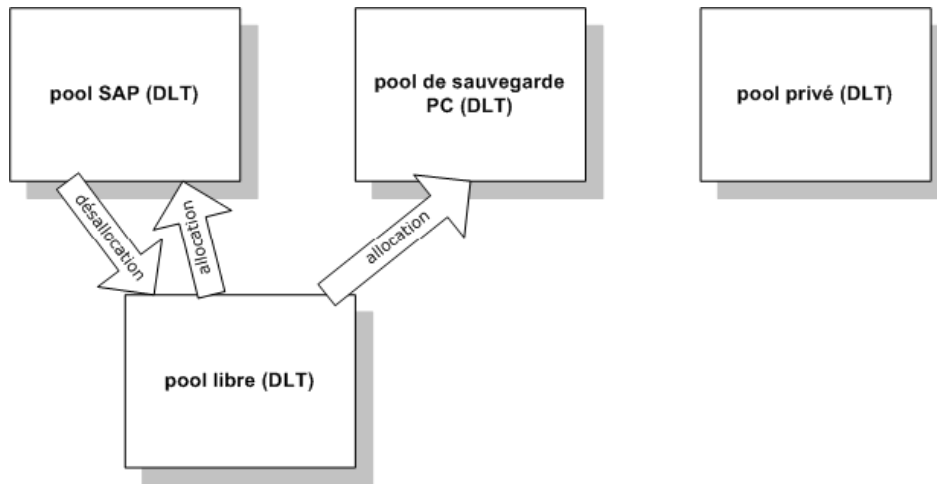 pool SAP (DLT)
pool de sauvegarde
PC (DLT)
pool privé (DLT)
désallocation
allocation
allocation
pool libre (DLT)